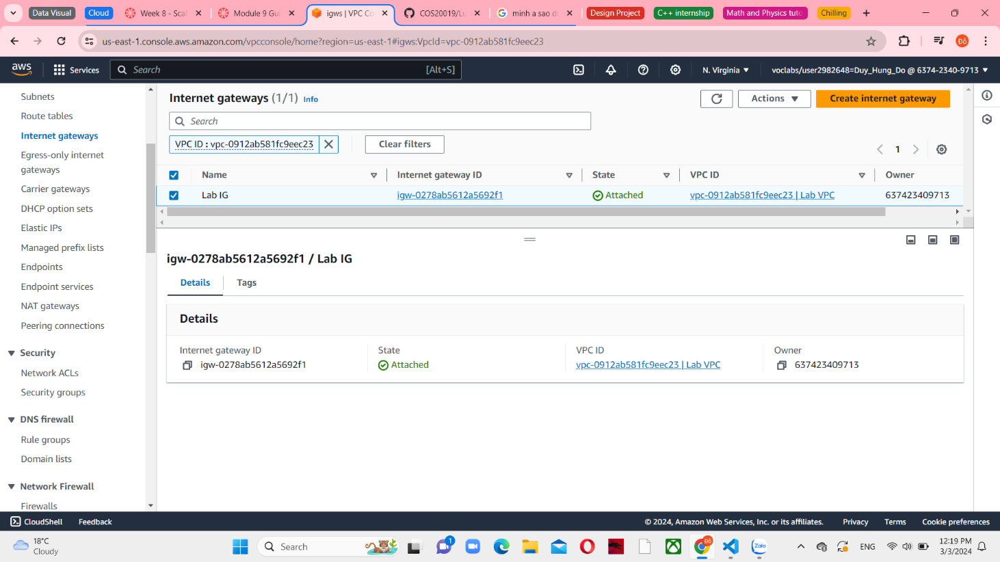 Data Visual
Cloud
Week 8 - Scal
Module 9 Gui
igws | VPC Co
COS20019/Lu
minh a sao do
Design Project
C++ internship
Math and Physics tuto
Chilling
us-east-1.console.aws.amazon.com/vpcconsole/home?region=us-east-1#igws:VpcId=vpc-0912ab581fc9eec23
Đô
aws
Services
Search
[Alt+S]
N. Virginia
voclabs/user2982648=Duy_Hung_Do @ 6374-2340-9713
Subnets
Route tables
Internet gateways
Egress-only internet
gateways
Carrier gateways
DHCP option sets
Elastic IPs
Managed prefix lists
Endpoints
Endpoint services
NAT gateways
Peering connections
Security
Network ACLs
Security groups
DNS firewall
Rule groups
Domain lists
Network Firewall
Firewalls
Internet gateways (1/1) Info
Actions
Create internet gateway
Search
VPC ID : vpc-0912ab581fc9eec23
Clear filters
1
Name
Internet gateway ID
State
VPC ID
Owner
Lab IG
igw-0278ab5612a5692f1
Attached
vpc-0912ab581fc9eec23 | Lab VPC
637423409713
igw-0278ab5612a5692f1 / Lab IG
Details
Tags
Details
Internet gateway ID
igw-0278ab5612a5692f1
State
Attached
VPC ID
vpc-0912ab581fc9eec23 | Lab VPC
Owner
637423409713
CloudShell
Feedback
© 2024, Amazon Web Services, Inc. or its affiliates.
Privacy
Terms
Cookie preferences
18°C
Cloudy
Search
1
Đô
Zalo
ENG
12:19 PM
3/3/2024